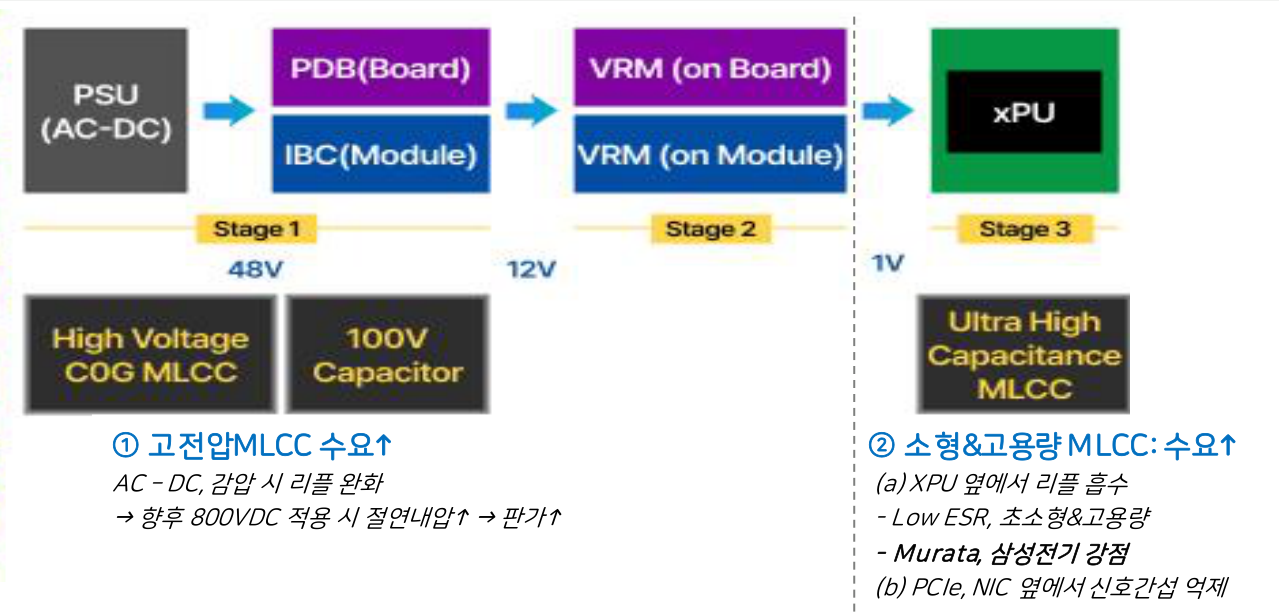 PSU
(AC-DC)
PDB(Board)
IBC(Module)
VRM (on Board)
VRM (on Module)
xPU
Stage 1
Stage 2
Stage 3
48V
12V
1V
High Voltage
C0G MLCC
100V
Capacitor
Ultra High
Capacitance
MLCC
① 고전압MLCC 수요↑
AC – DC, 감압 시 리플 완화
→ 향후 800VDC 적용 시 절연내압↑ → 판가↑
② 소형&고용량 MLCC: 수요↑
(a) XPU 옆에서 리플 흡수
- Low ESR, 초소형&고용량
- Murata, 삼성전기 강점
(b) PCIe, NIC 옆에서 신호간섭 억제